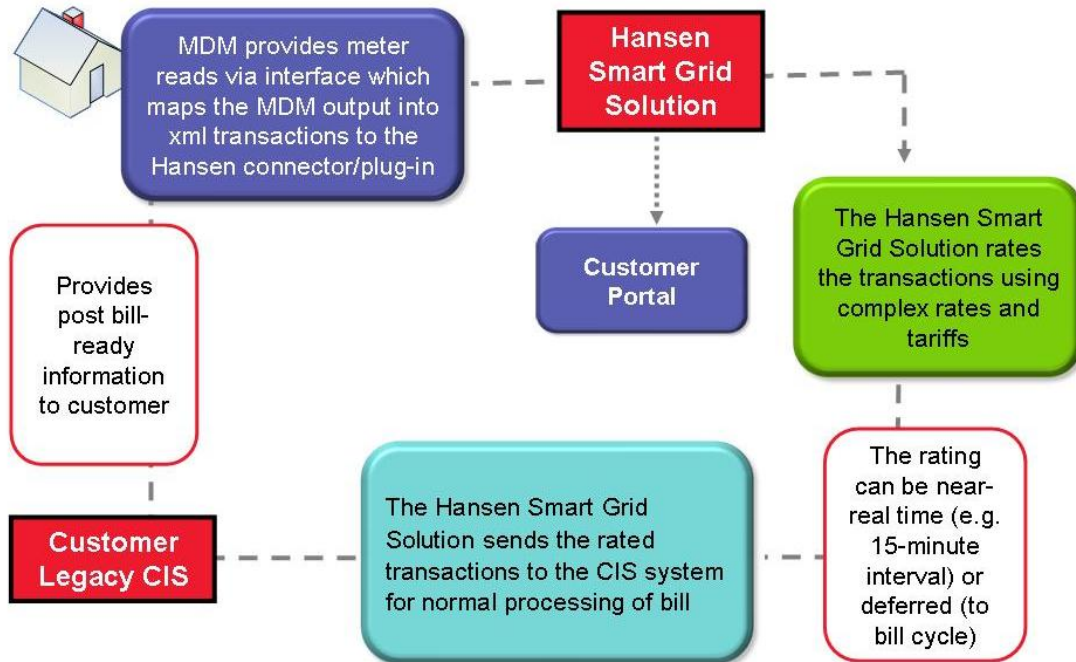 MDM provides meter
reads via interface which
maps the MDM output into
xml transactions to the
Hansen connector/plug-in
Hansen
Smart Grid
Solution
The Hansen Smart
Grid Solution rates
the transactions using
complex rates and
tariffs
Customer
Portal
Provides
post bill-
ready
information
to customer
The rating
can be near-
real time (e.g.
15-minute
interval) or
deferred (to
bill cycle)
The Hansen Smart Grid
Solution sends the rated
transactions to the CIS system
for normal processing of bill
Customer
Legacy CIS